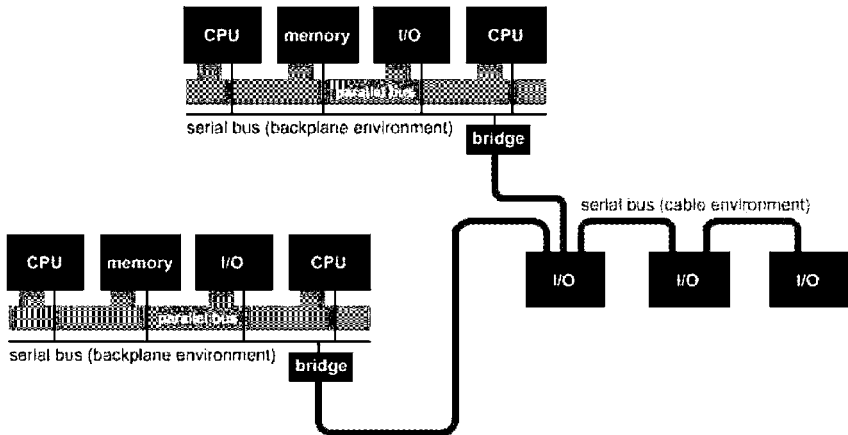 CPU memory I/O CPU
parallel bus
serial bus (backplane environment)
bridge
serial bus (cable environment)
I/O I/O I/O
CPU memory I/O CPU
parallel bus
serial bus (backplane environment)
bridge